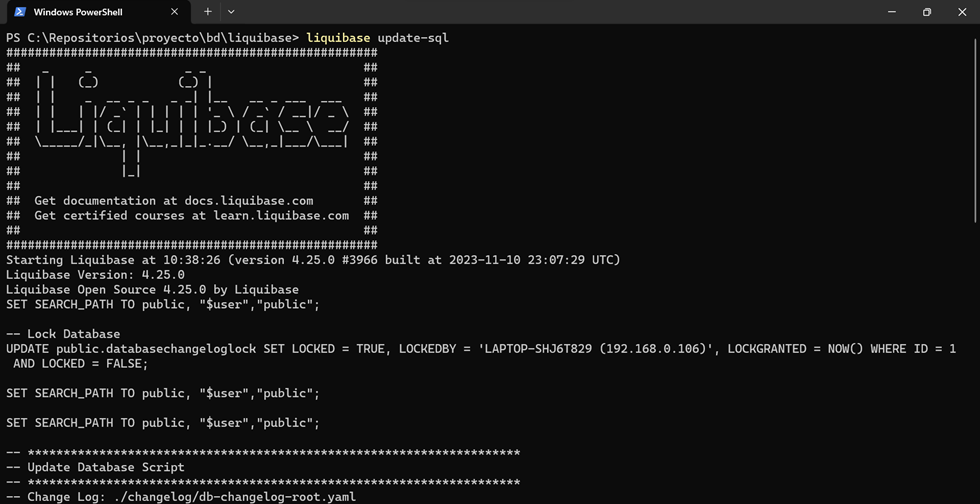 Windows PowerShell
PS C:\Repositorios\proyecto\bd\liquibase> liquibase update-sql
####################################################
##   _     _             _ _                      ##
##  | |   (_)           (_) |                     ##
##  | |    _  __ _ _   _ _| |__   __ _ ___  ___   ##
##  | |   | |/ _` | | | | | '_ \ / _` / __|/ _ \  ##
##  | |___| | (_| | |_| | | |_) | (_| \__ \  __/  ##
##  \_____/_|\__, |\__,_|_|_.__/ \__,_|___/\___|  ##
##              | |                               ##
##              |_|                               ##
##                                                ##
##  Get documentation at docs.liquibase.com       ##
##  Get certified courses at learn.liquibase.com  ##
##                                                ##
####################################################
Starting Liquibase at 10:38:26 (version 4.25.0 #3966 built at 2023-11-10 23:07:29 UTC)
Liquibase Version: 4.25.0
Liquibase Open Source 4.25.0 by Liquibase
SET SEARCH_PATH TO public, "$user","public";
-- Lock Database
UPDATE public.databasechangeloglock SET LOCKED = TRUE, LOCKEDBY = 'LAPTOP-SHJ6T829 (192.168.0.106)', LOCKGRANTED = NOW() WHERE ID = 1
AND LOCKED = FALSE;
SET SEARCH_PATH TO public, "$user","public";
SET SEARCH_PATH TO public, "$user","public";
-- *********************************************************************
-- Update Database Script
-- *********************************************************************
-- Change Log: ./changelog/db-changelog-root.yaml